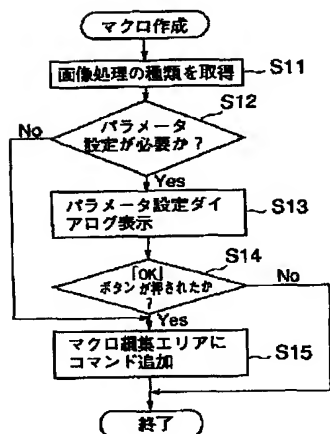 マクロ作成
画像処理の種類を取得
S11
S12
パラメータ
設定が必要か？
No
Yes
パラメータ設定ダイ
アログ表示
S13
S14
「OK」
ボタンが押されたか
？
No
Yes
マクロ編集エリアに
コマンド追加
S15
終了